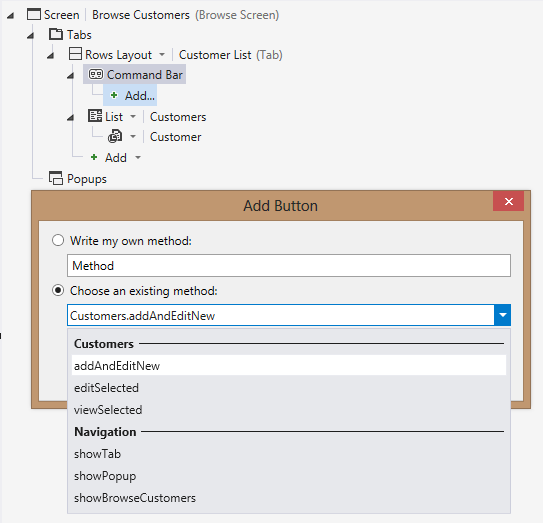 Screen | Browse Customers (Browse Screen)
Tabs
Rows Layout | Customer List (Tab)
Command Bar
+ Add...
List | Customers
| Customer
+ Add
Popups
Add Button
Write my own method:
Method
Choose an existing method:
Customers.addAndEditNew
Customers
addAndEditNew
editSelected
viewSelected
Navigation
showTab
showPopup
showBrowseCustomers